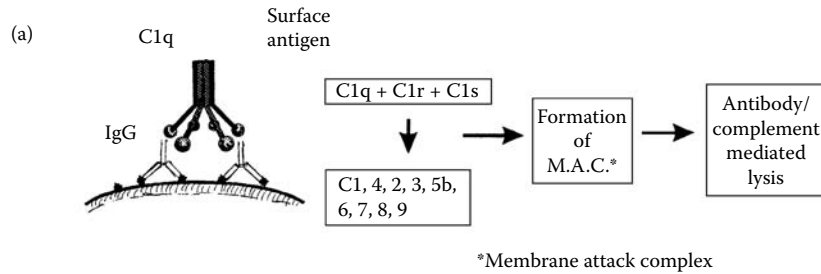 (a)
C1q
Surface
antigen
IgG
C1q + C1r + C1s
C1, 4, 2, 3, 5b,
6, 7, 8, 9
Formation
of
M.A.C.*
Antibody/
complement
mediated
lysis
*Membrane attack complex